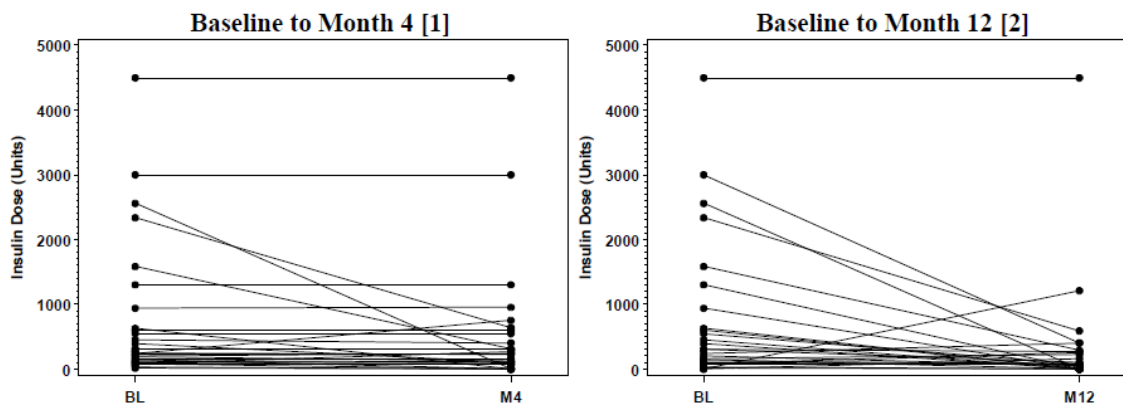 Baseline to Month 4 [1]
Insulin Dose (Units)
5000
4000
3000
2000
1000
0
BL
M4
Baseline to Month 12 [2]
Insulin Dose (Units)
5000
4000
3000
2000
1000
0
BL
M12